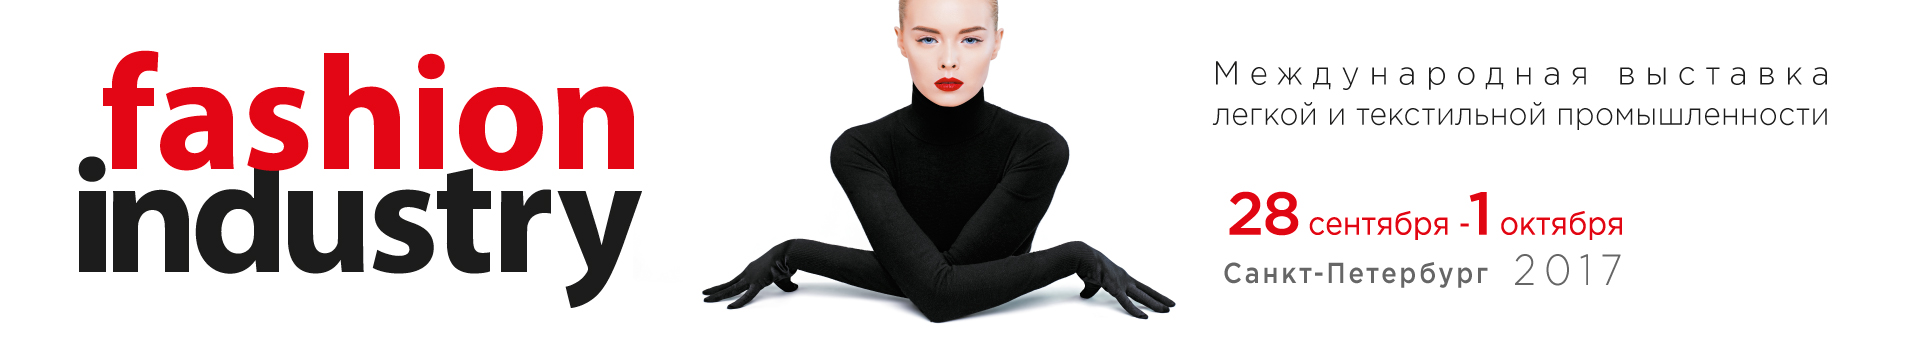 fashion
industry
Международная выставка
легкой и текстильной промышленности
28 сентября -1 октября
Санкт-Петербург 2017